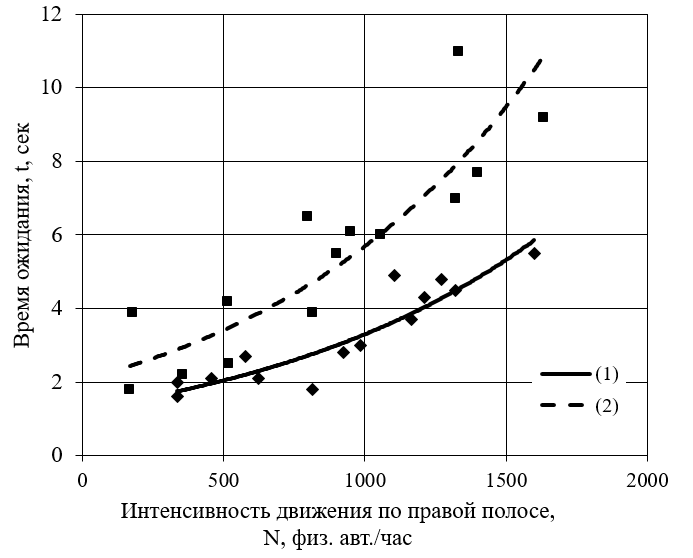 12
10
8
6
4
2
0
Время ожидания, t, сек
(1)
(2)
0 500 1000 1500 2000
Интенсивность движения по правой полосе,
N, физ. авт./час